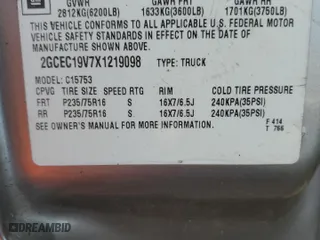 GVWR GAWR FRT GAWR RR
2812KG(6200LB) 1633KG(3600LB) 1701KG(3750LB)
THIS VEHICLE CONFORMS TO ALL APPLICABLE U.S. FEDERAL MOTOR
VEHICLE SAFETY STANDARDS IN EFFECT ON THE DATE OF
MANUFACTURE SHOWN ABOVE.
2GCEC19V7X1219098 TYPE: TRUCK
MODEL: C15753
CPVG TIRE SIZE SPEED RTG RIM COLD TIRE PRESSURE
FRT P235/75R16 S 16X7/6.5J 240KPA(35PSI)
RR P235/75R16 S 16X7/6.5J 240KPA(35PSI)
SEE OWNER'S MANUAL FOR MORE INFORMATION.
F 414
T 766
DREAMBID